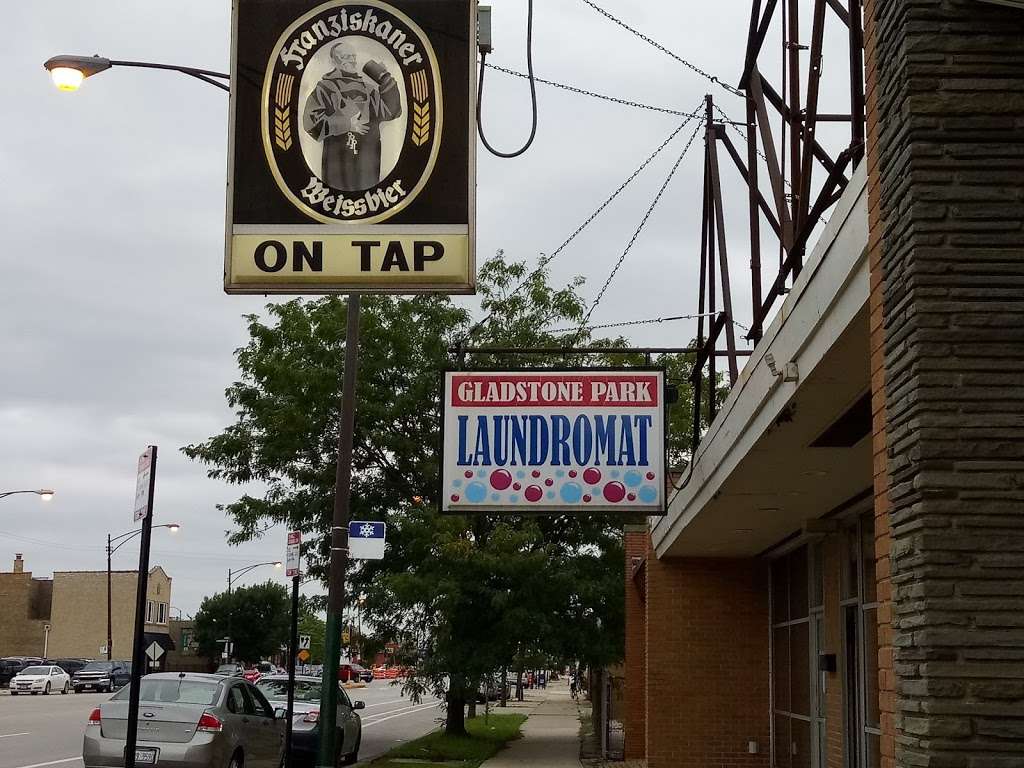 Franziskaner
Weissbier
ON TAP
GLADSTONE PARK
LAUNDROMAT